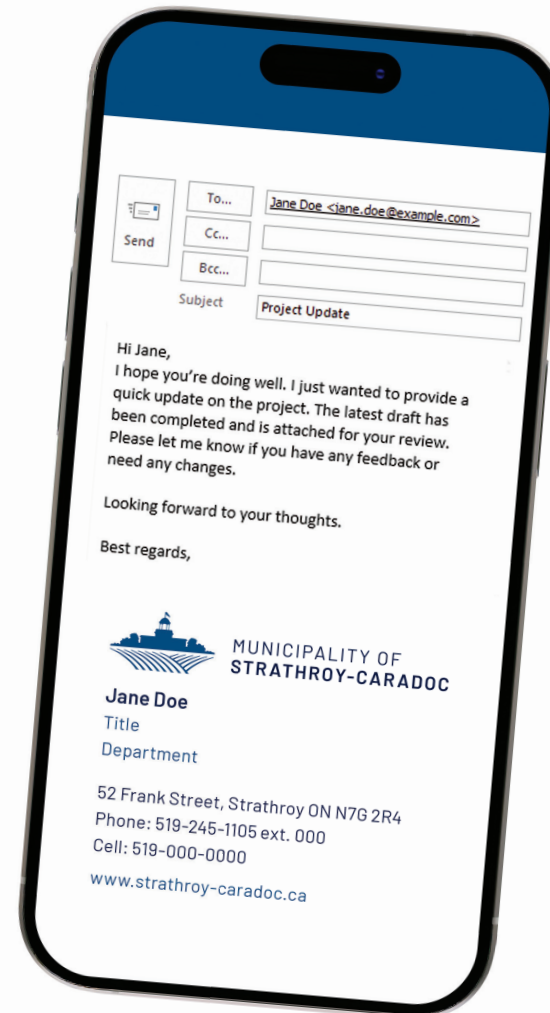 Send
To...
Jane Doe <jane.doe@example.com>
Cc...
Bcc...
Subject
Project Update
Hi Jane,
I hope you're doing well. I just wanted to provide a
quick update on the project. The latest draft has
been completed and is attached for your review.
Please let me know if you have any feedback or
need any changes.
Looking forward to your thoughts.
Best regards,
MUNICIPALITY OF
STRATHROY-CARADOC
Jane Doe
Title
Department
52 Frank Street, Strathroy ON N7G 2R4
Phone: 519-245-1105 ext. 000
Cell: 519-000-0000
www.strathroy-caradoc.ca